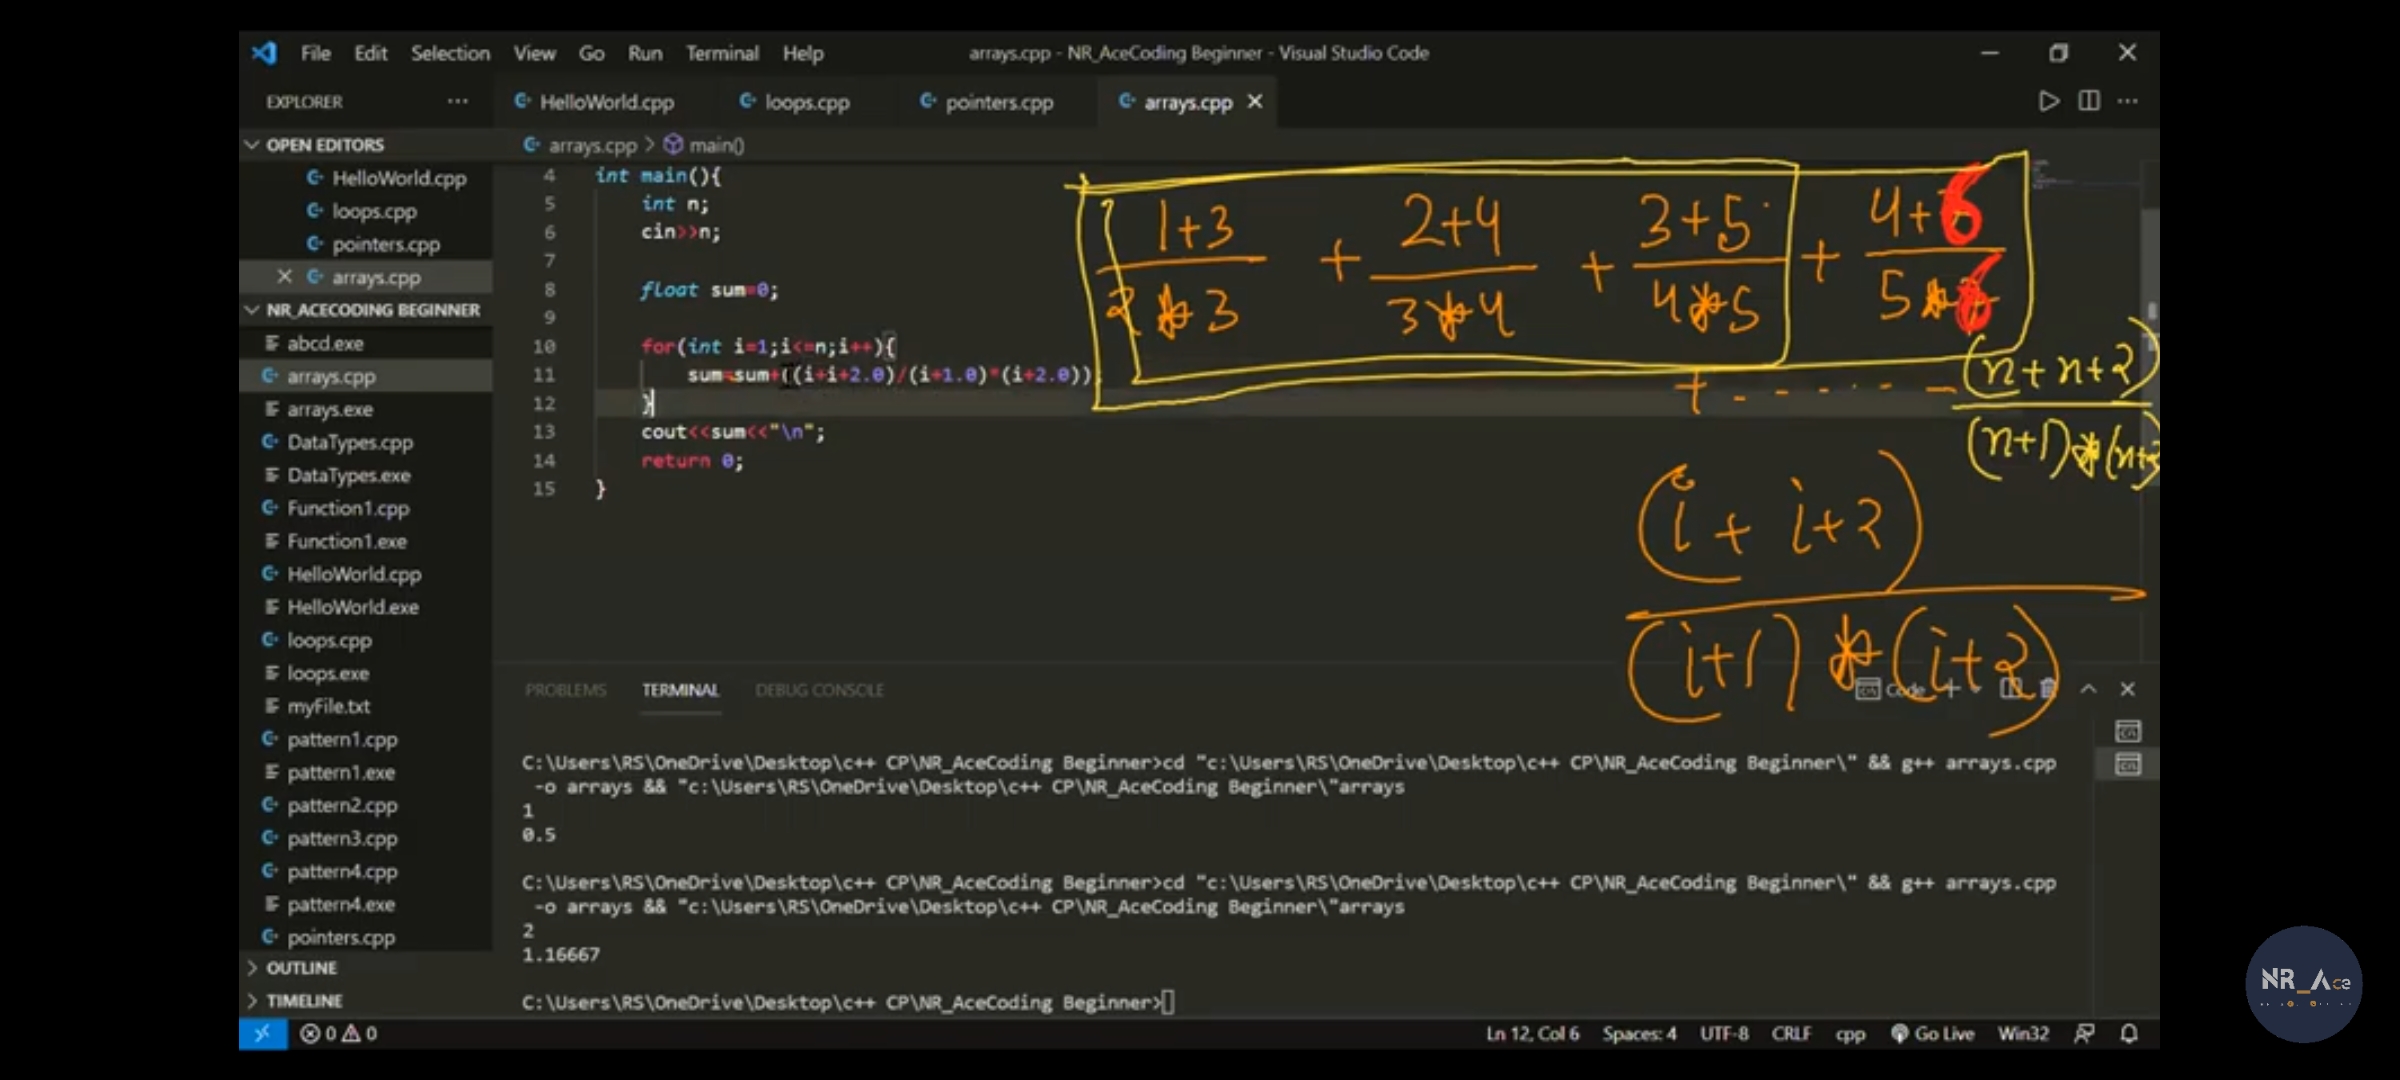 File Edit Selection View Go Run Terminal Help arrays.cpp - NR_AceCoding Beginner - Visual Studio Code
EXPLORER ··· HelloWorld.cpp loops.cpp pointers.cpp arrays.cpp ···
OPEN EDITORS
HelloWorld.cpp
loops.cpp
pointers.cpp
arrays.cpp
NR_ACECODING BEGINNER
abcd.exe
arrays.cpp
arrays.exe
DataTypes.cpp
DataTypes.exe
Function1.cpp
Function1.exe
HelloWorld.cpp
HelloWorld.exe
loops.cpp
loops.exe
myFile.txt
pattern1.cpp
pattern1.exe
pattern2.cpp
pattern3.cpp
pattern4.cpp
pattern4.exe
pointers.cpp
OUTLINE
TIMELINE
arrays.cpp > main()
4 int main(){
5 int n;
6 cin>>n;
7
8 float sum=0;
9
10 for(int i=1;i<=n;i++){
11 sum=sum+((i+i+2.0)/(i+1.0)*(i+2.0))
12 }
13 cout<<sum<<"\n";
14 return 0;
15 }
1+3 2+4 3+5 4+6
+ + +
2*3 3*4 4*5 5*6
+ - - - - - (n+n+2)
(n+1)*(n+2
(i + i+2)
(i+1) * (i+2)
PROBLEMS TERMINAL DEBUG CONSOLE Code
C:\Users\RS\OneDrive\Desktop\c++ CP\NR_AceCoding Beginner>cd "c:\Users\RS\OneDrive\Desktop\c++ CP\NR_AceCoding Beginner\" && g++ arrays.cpp
-o arrays && "c:\Users\RS\OneDrive\Desktop\c++ CP\NR_AceCoding Beginner\"arrays
1
0.5
C:\Users\RS\OneDrive\Desktop\c++ CP\NR_AceCoding Beginner>cd "c:\Users\RS\OneDrive\Desktop\c++ CP\NR_AceCoding Beginner\" && g++ arrays.cpp
-o arrays && "c:\Users\RS\OneDrive\Desktop\c++ CP\NR_AceCoding Beginner\"arrays
2
1.16667
C:\Users\RS\OneDrive\Desktop\c++ CP\NR_AceCoding Beginner>
0 0 Ln 12, Col 6 Spaces: 4 UTF-8 CRLF cpp Go Live Win32
NR_Ace